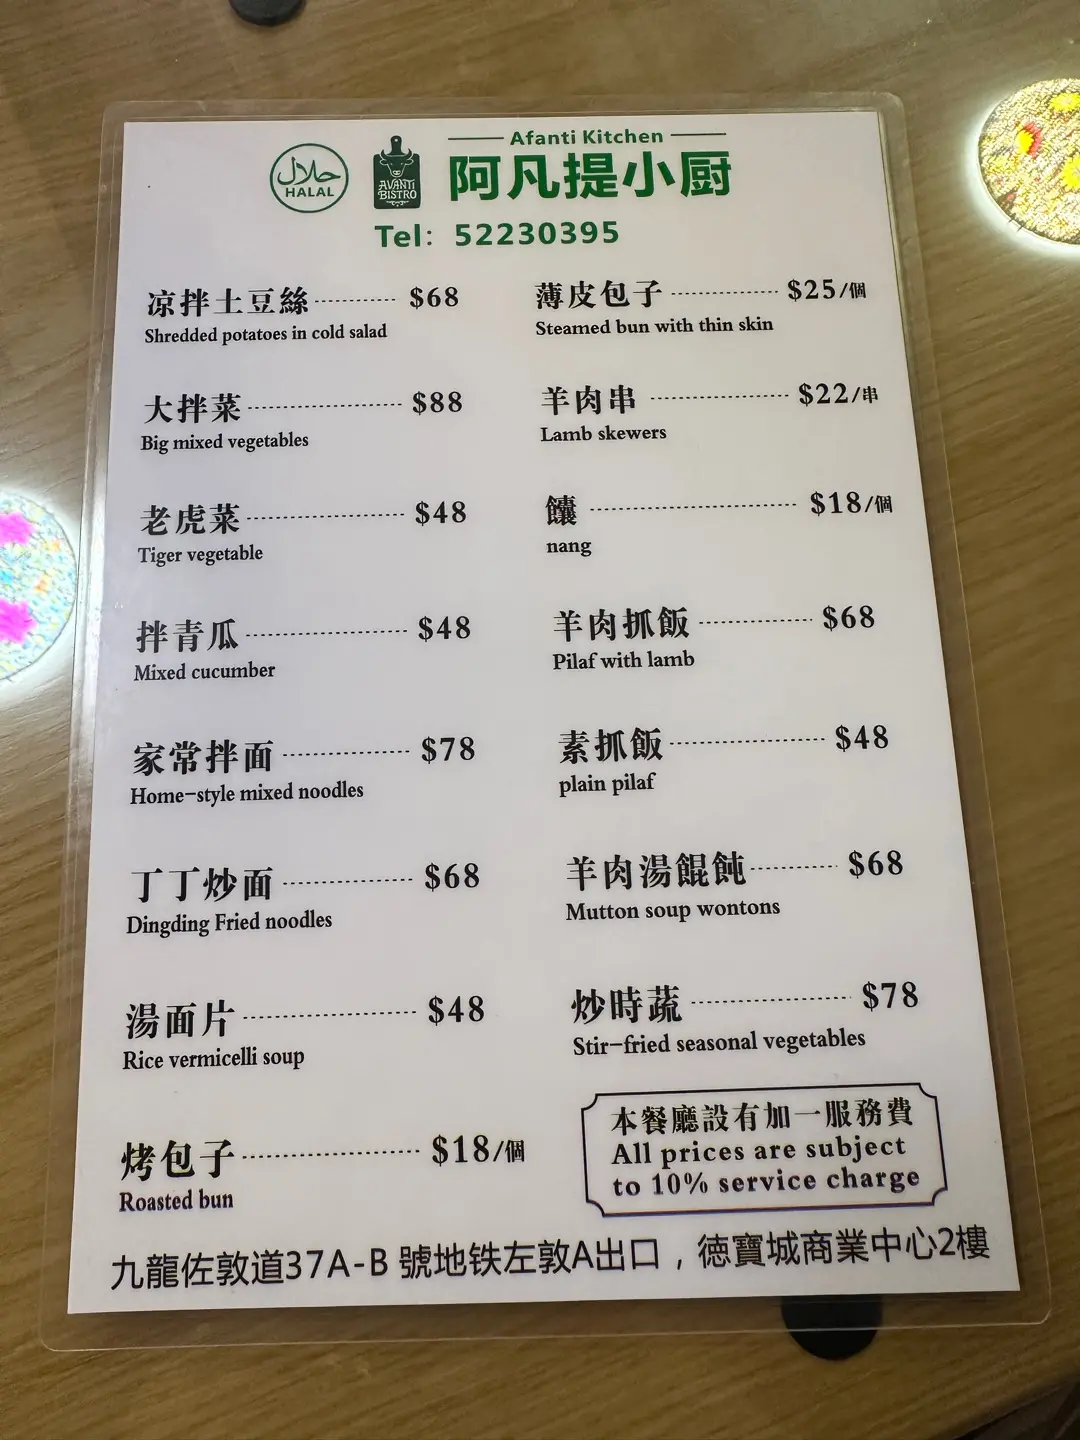 Afanti Kitchen
حلال
HALAL
AVANTI
BISTRO
阿凡提小厨
Tel: 52230395
凉拌土豆絲 $68
Shredded potatoes in cold salad
大拌菜 $88
Big mixed vegetables
老虎菜 $48
Tiger vegetable
拌青瓜 $48
Mixed cucumber
家常拌面 $78
Home-style mixed noodles
丁丁炒面 $68
Dingding Fried noodles
湯面片 $48
Rice vermicelli soup
烤包子 $18/個
Roasted bun
薄皮包子 $25/個
Steamed bun with thin skin
羊肉串 $22/串
Lamb skewers
饢 $18/個
nang
羊肉抓飯 $68
Pilaf with lamb
素抓飯 $48
plain pilaf
羊肉湯餛飩 $68
Mutton soup wontons
炒時蔬 $78
Stir-fried seasonal vegetables
本餐廳設有加一服務費
All prices are subject
to 10% service charge
九龍佐敦道37A-B 號地铁左敦A出口，徳寶城商業中心2樓